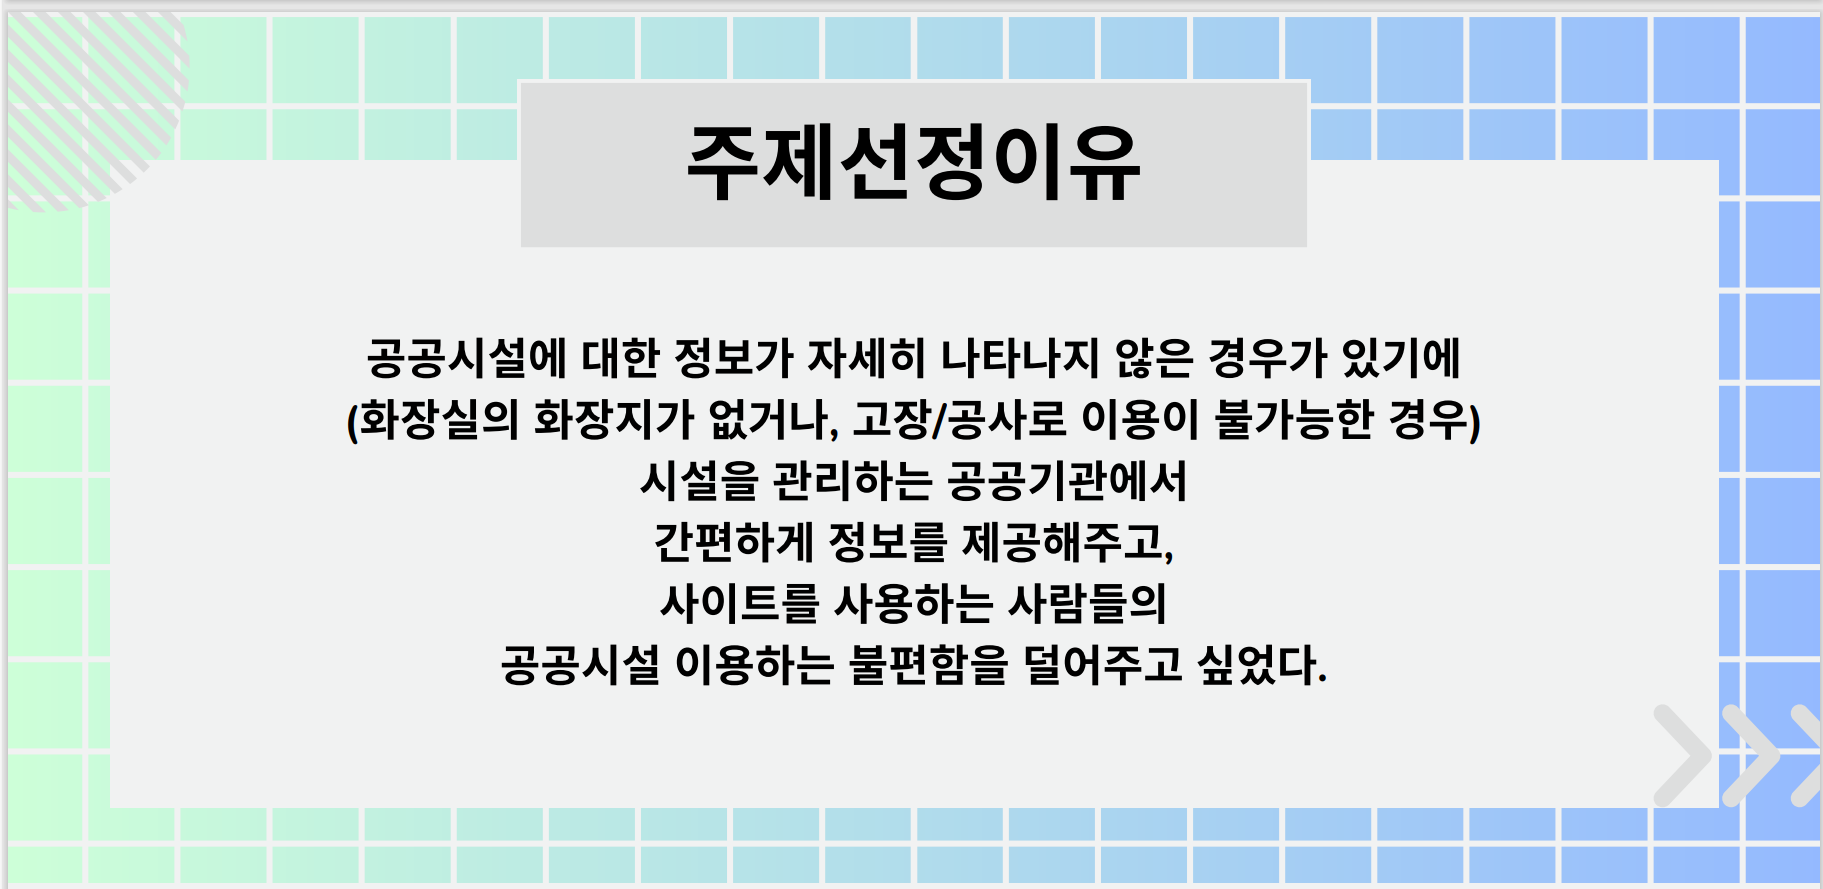 주제선정이유
공공시설에 대한 정보가 자세히 나타나지 않은 경우가 있기에
(화장실의 화장지가 없거나, 고장/공사로 이용이 불가능한 경우)
시설을 관리하는 공공기관에서
간편하게 정보를 제공해주고,
사이트를 사용하는 사람들의
공공시설 이용하는 불편함을 덜어주고 싶었다.